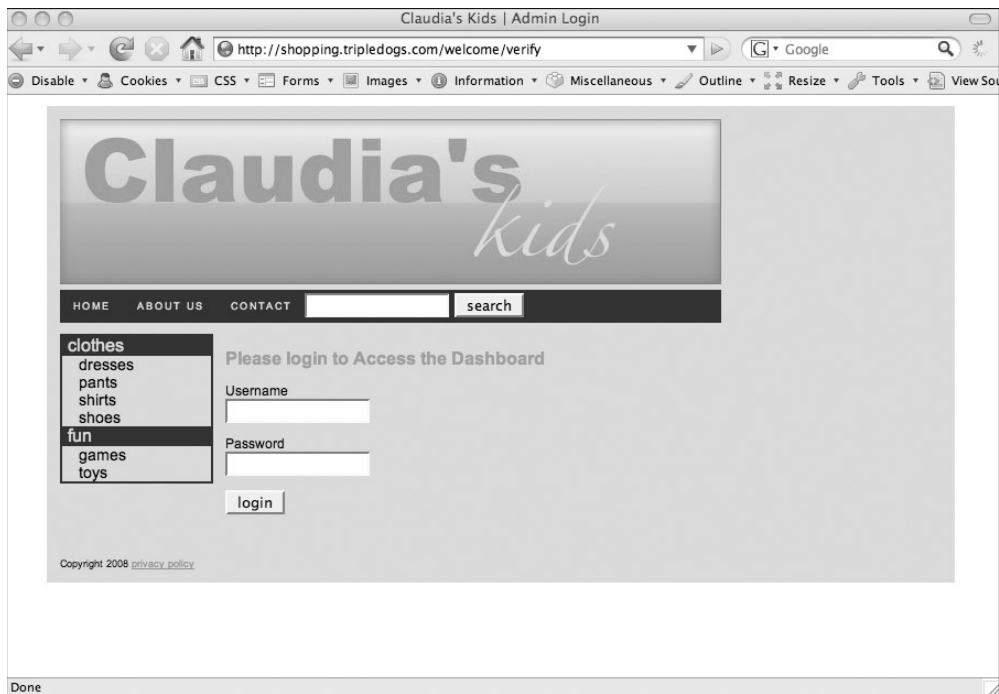 Claudia's Kids | Admin Login
http://shopping.tripledogs.com/welcome/verify
G Google
Disable Cookies CSS Forms Images Information Miscellaneous Outline Resize Tools View Sou
Claudia's
kids
HOME ABOUT US CONTACT search
clothes
dresses
pants
shirts
shoes
fun
games
toys
Please login to Access the Dashboard
Username
Password
login
Copyright 2008 privacy policy
Done